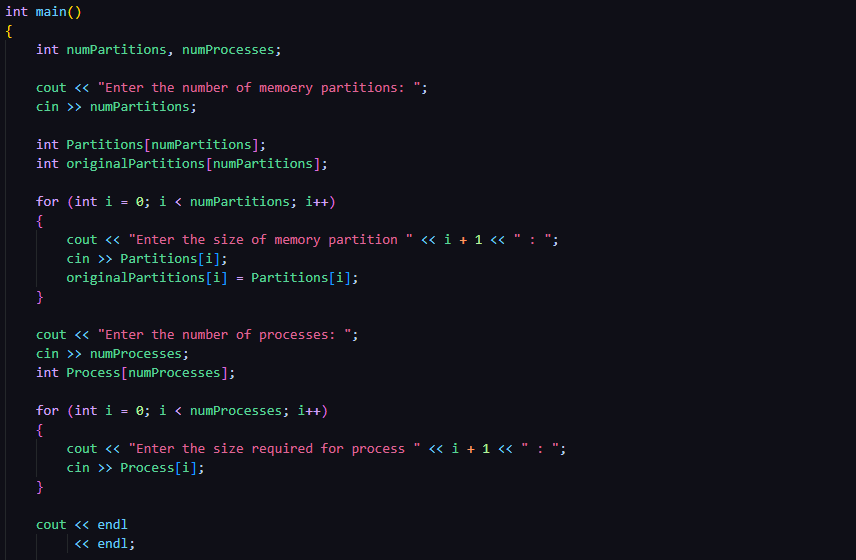 int main()
{
    int numPartitions, numProcesses;

    cout << "Enter the number of memoery partitions: ";
    cin >> numPartitions;

    int Partitions[numPartitions];
    int originalPartitions[numPartitions];

    for (int i = 0; i < numPartitions; i++)
    {
        cout << "Enter the size of memory partition " << i + 1 << " : ";
        cin >> Partitions[i];
        originalPartitions[i] = Partitions[i];
    }

    cout << "Enter the number of processes: ";
    cin >> numProcesses;
    int Process[numProcesses];

    for (int i = 0; i < numProcesses; i++)
    {
        cout << "Enter the size required for process " << i + 1 << " : ";
        cin >> Process[i];
    }

    cout << endl
         << endl;